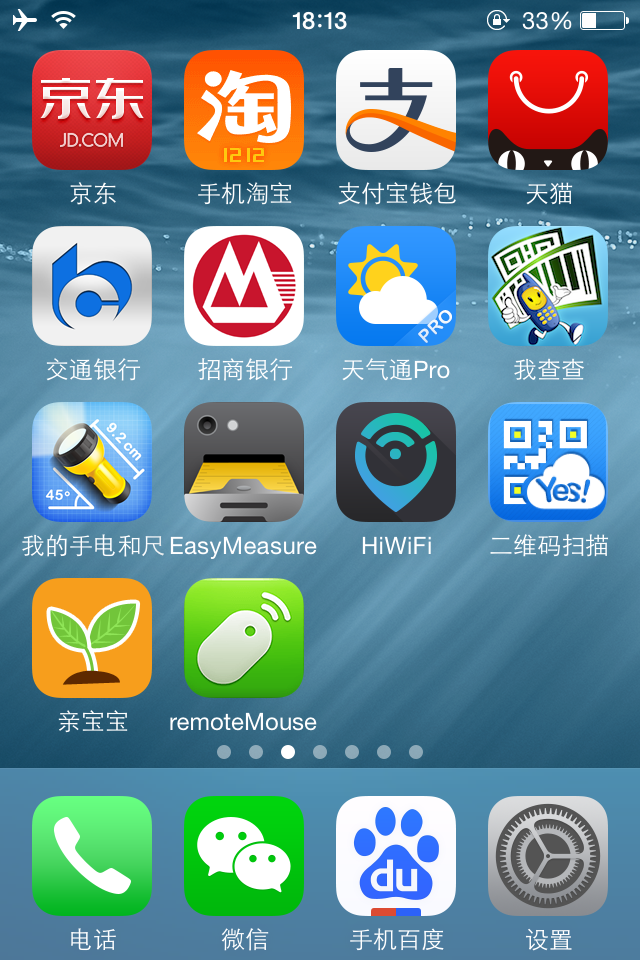 18:13
33%
京东
JD.COM
淘
1212
支
京东
手机淘宝
支付宝钱包
天猫
PRO
交通银行
招商银行
天气通Pro
我查查
9.2cm
45°
Yes!
我的手电和尺
EasyMeasure
HiWiFi
二维码扫描
亲宝宝
remoteMouse
du
电话
微信
手机百度
设置